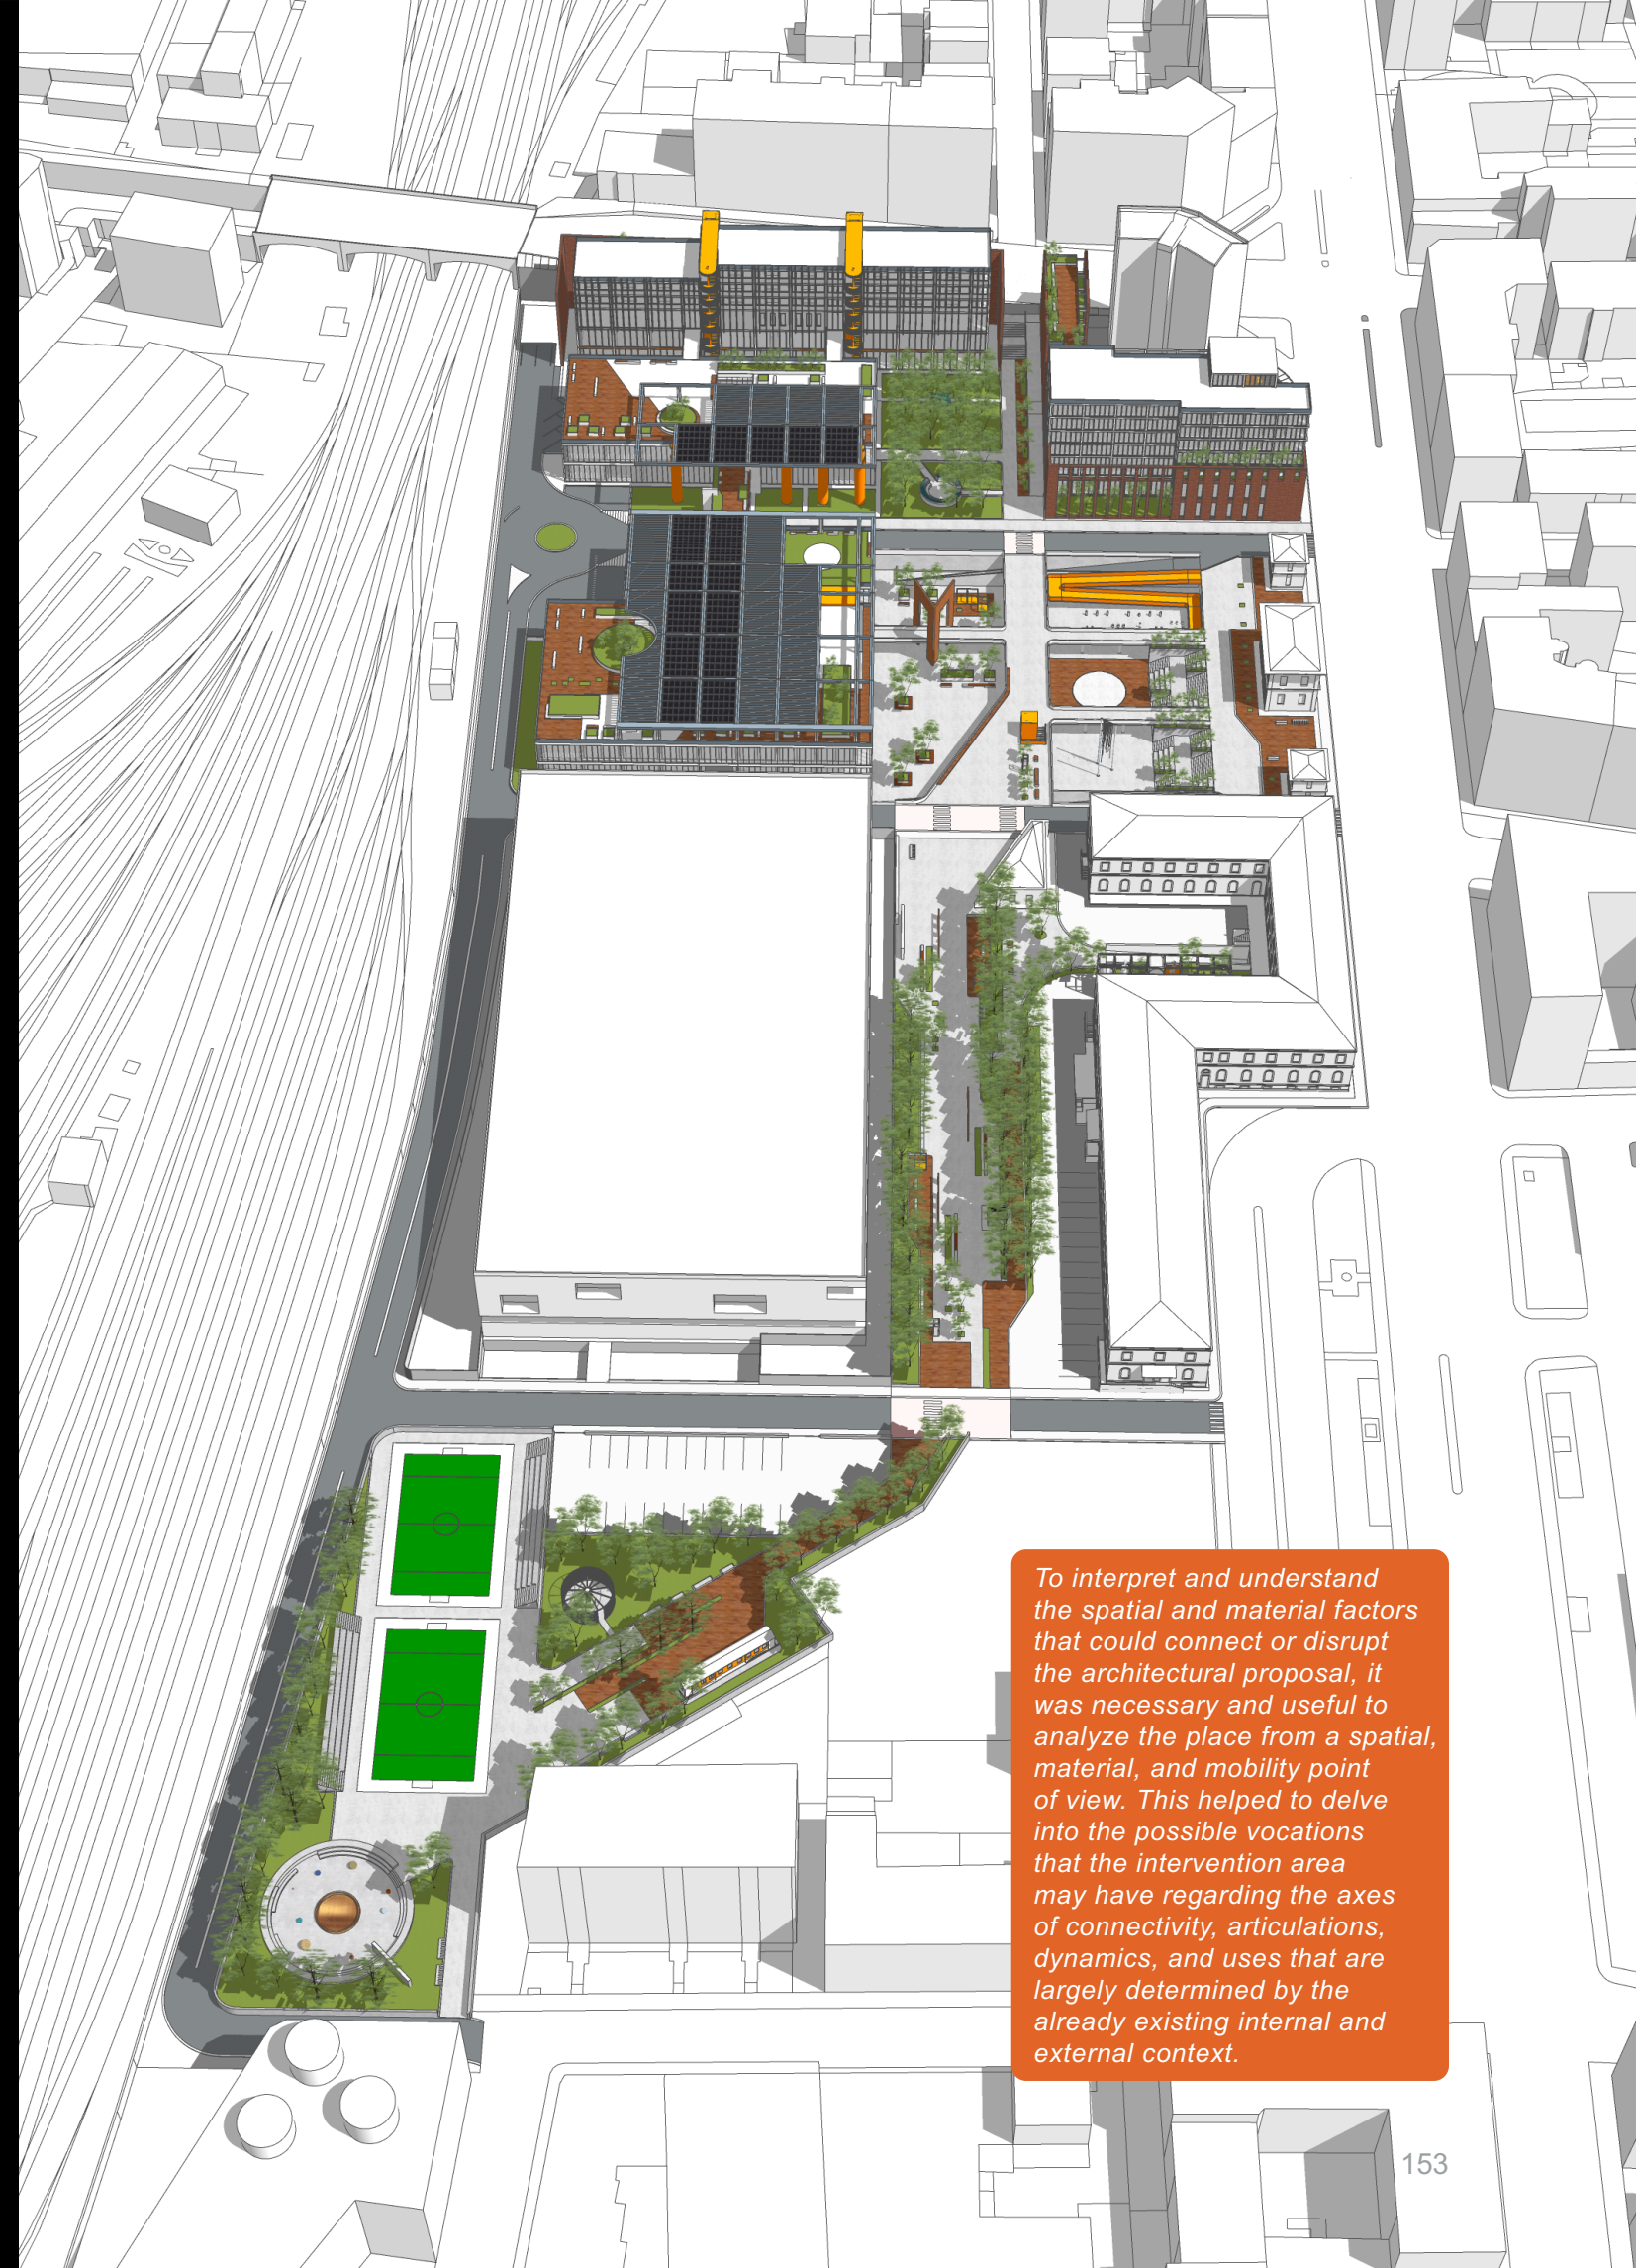 To interpret and understand
the spatial and material factors
that could connect or disrupt
the architectural proposal, it
was necessary and useful to
analyze the place from a spatial,
material, and mobility point
of view. This helped to delve
into the possible vocations
that the intervention area
may have regarding the axes
of connectivity, articulations,
dynamics, and uses that are
largely determined by the
already existing internal and
external context.
153